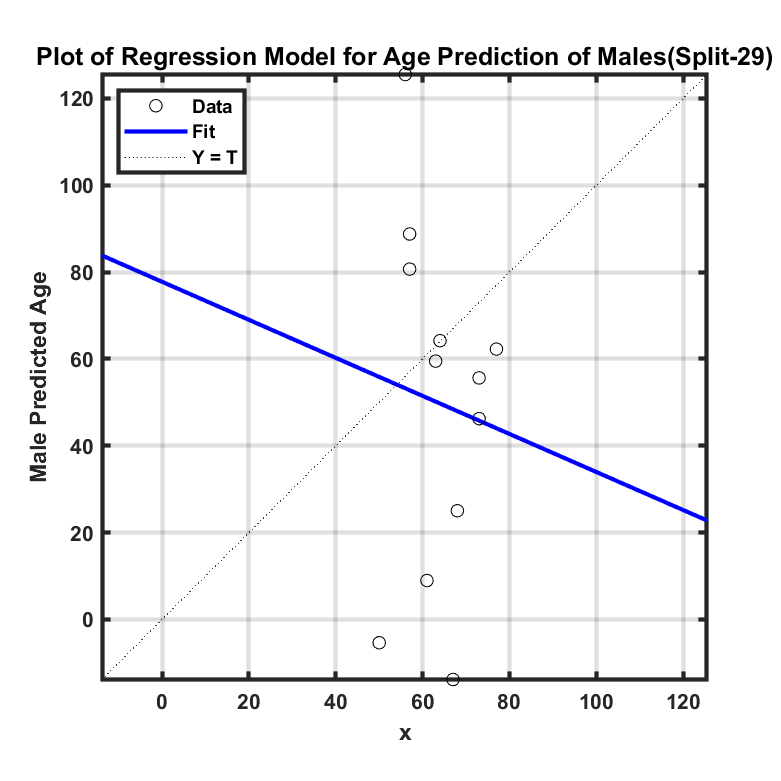 Plot of Regression Model for Age Prediction of Males(Split-29)
Data
Fit
Y = T
120
100
80
60
40
20
0
Male Predicted Age
0 20 40 60 80 100 120
x